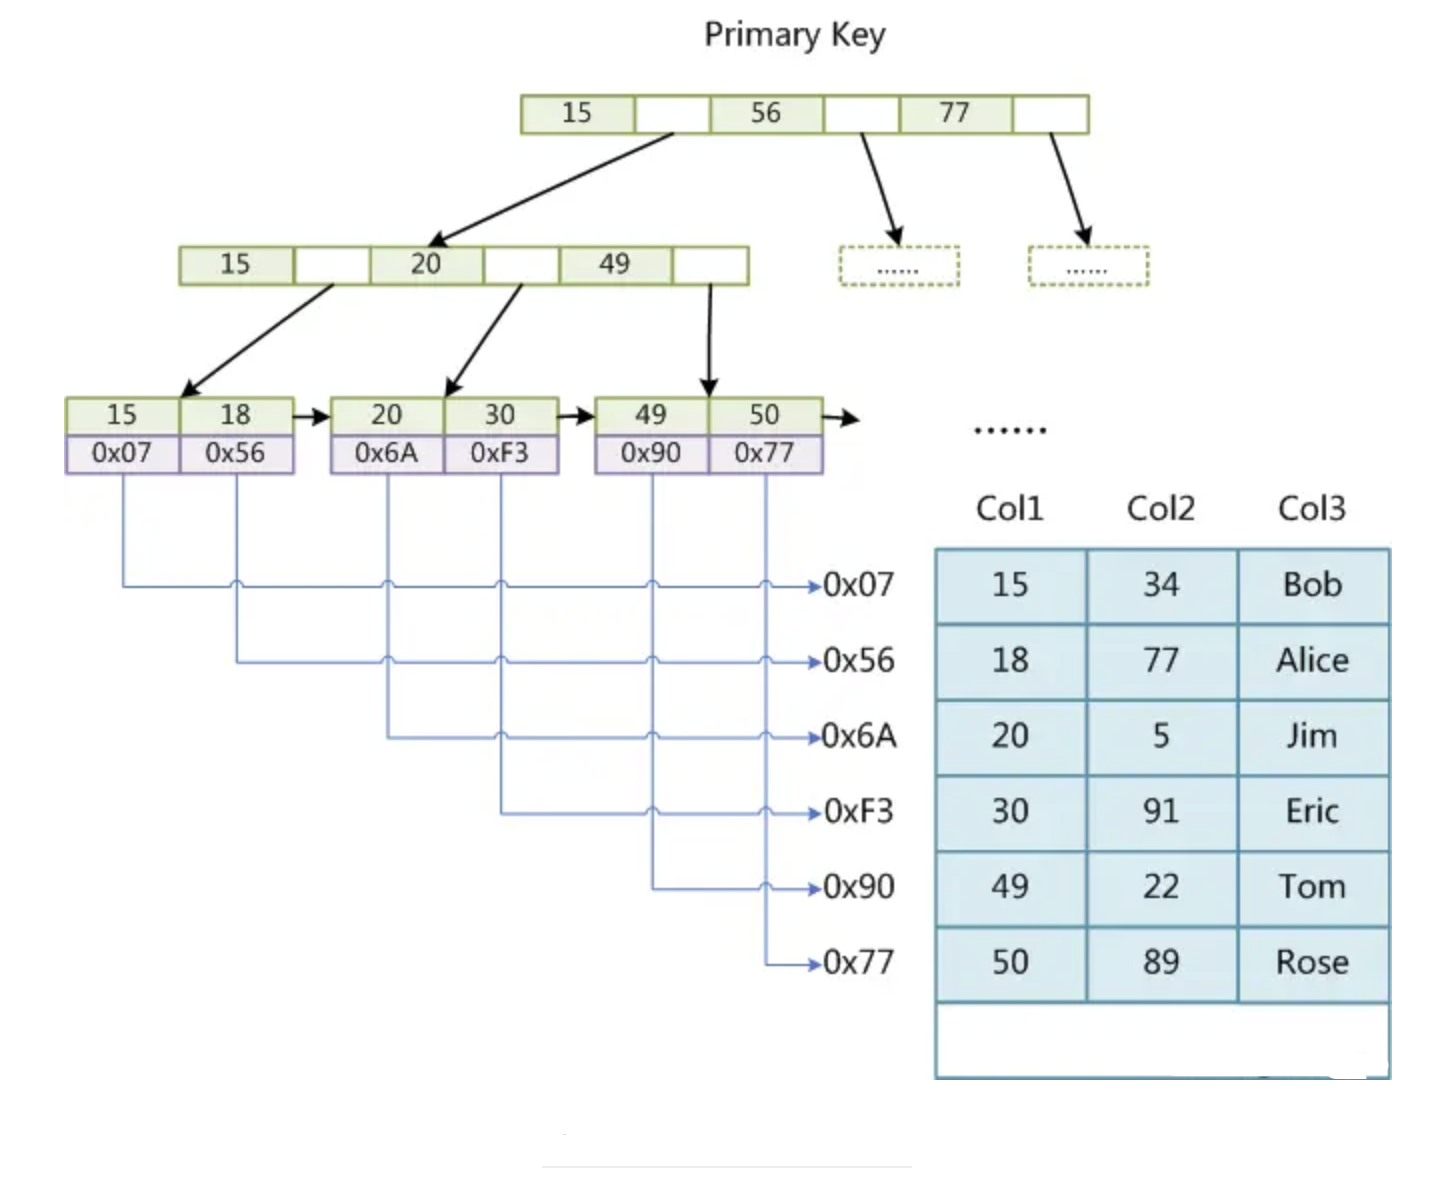 Primary Key
15 56 77
15 20 49
...... ......
15 18 20 30 49 50
0x07 0x56 0x6A 0xF3 0x90 0x77
......
Col1 Col2 Col3
0x07 15 34 Bob
0x56 18 77 Alice
0x6A 20 5 Jim
0xF3 30 91 Eric
0x90 49 22 Tom
0x77 50 89 Rose